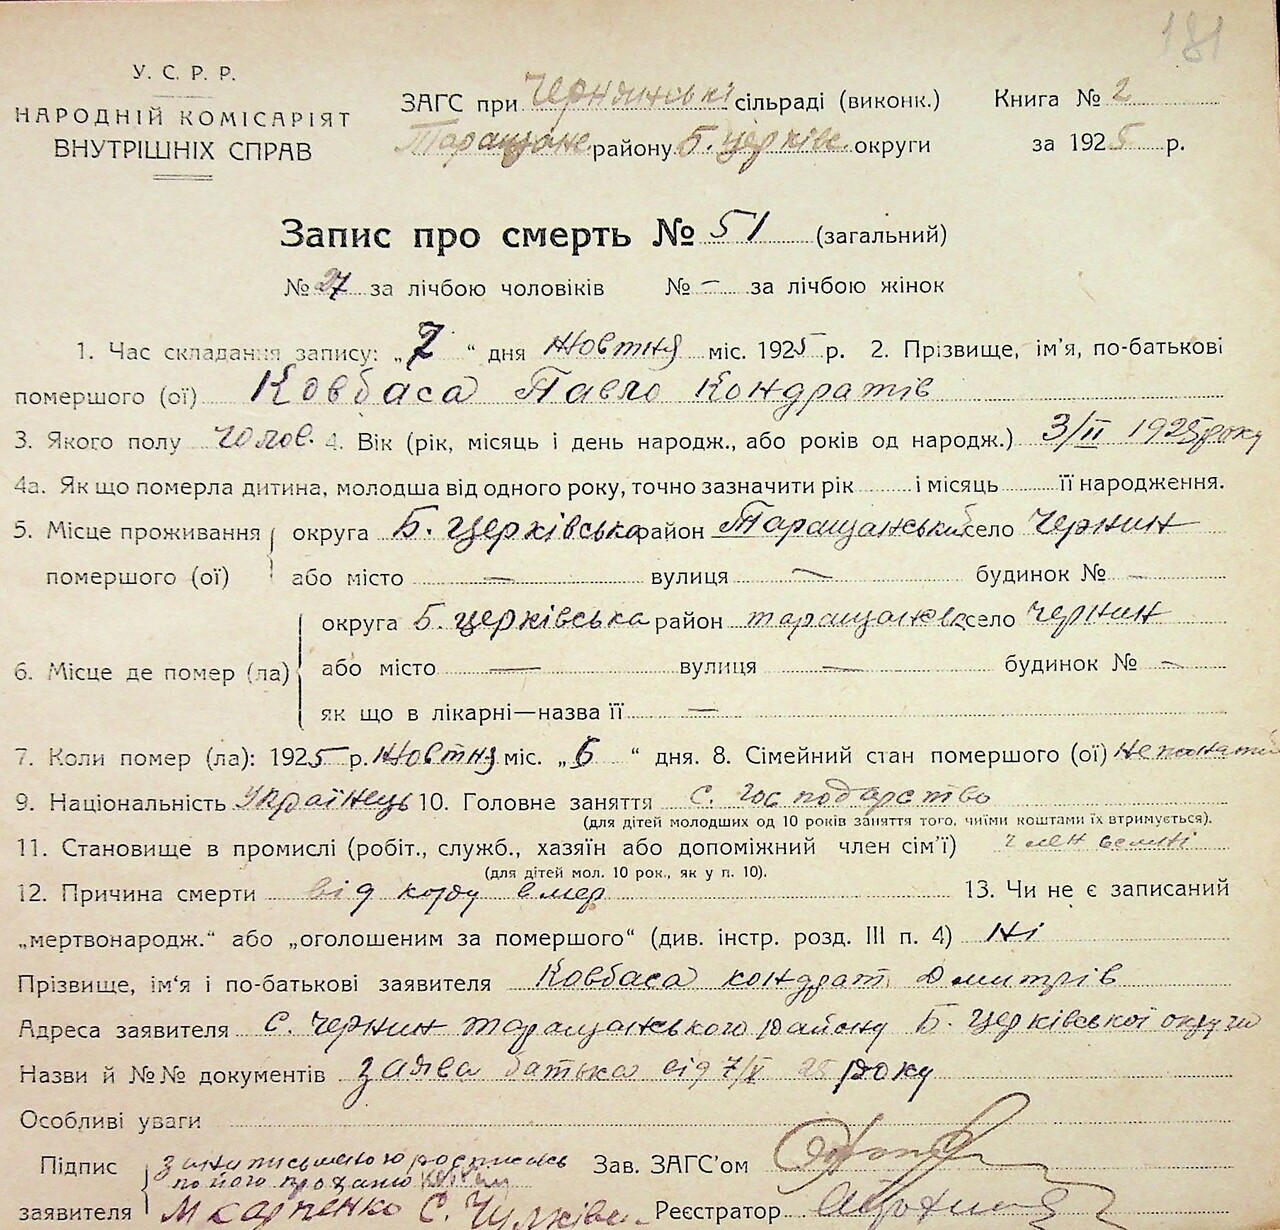 181
У. С. Р. Р.
НАРОДНІЙ КОМІСАРІЯТ
ВНУТРІШНІХ СПРАВ
ЗАГС при Чернинські сільраді (виконк.)
Таращанс району Б. Церківс. округи
Книга № 2
за 1925 р.
Запис про смерть № 51 (загальний)
№ 27 за лічбою чоловіків № — за лічбою жінок
1. Час складання запису: „7“ дня жовтня міс. 1925 р. 2. Прізвище, ім'я, по-батькові
помершого (ої) Ковбаса Павло Кондратів
3. Якого полу чолов. 4. Вік (рік, місяць і день народж., або років од народж.) 3/II 1925 року
4а. Як що померла дитина, молодша від одного року, точно зазначити рік і місяць її народження.
5. Місце проживання помершого (ої)
округа Б. Церківська район Таращанський село Чернин
або місто — вулиця — будинок № —
6. Місце де помер (ла)
округа Б. церківська район таращанськ село Чернин
або місто — вулиця — будинок № —
як що в лікарні—назва її —
7. Коли помер (ла): 1925 р. жовтня міс. „6“ дня. 8. Сімейний стан помершого (ої)
9. Національність Українець 10. Головне заняття с. господарство
(для дітей молодших од 10 років заняття того, чиїми коштами їх втримується).
11. Становище в промислі (робіт., служб., хазяїн або допоміжний член сім'ї) член
(для дітей мол. 10 рок., як у п. 10).
12. Причина смерти від кору вмер 13. Чи не є записаний
„мертвонародж.“ або „оголошеним за помершого“ (див. інстр. розд. III п. 4) Ні
Прізвище, ім'я і по-батькові заявителя Ковбаса Кондрат Дмитрів
Адреса заявителя с. Чернин таращанського району Б. Церківської округи
Назви й №№ документів заява батька від 7/X 25 року
Особливі уваги
Підпис заявителя
по його проханю
Зав. ЗАГС'ом
Реєстратор